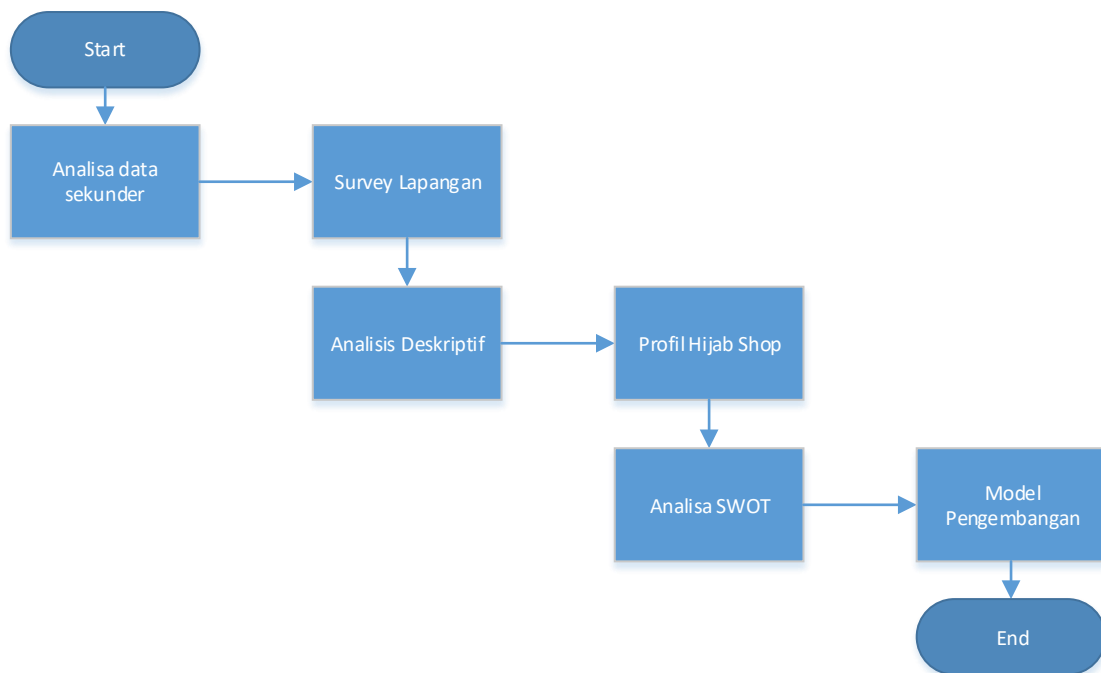 Start
Analisa data
sekunder
Survey Lapangan
Analisis Deskriptif
Profil Hijab Shop
Analisa SWOT
Model
Pengembangan
End